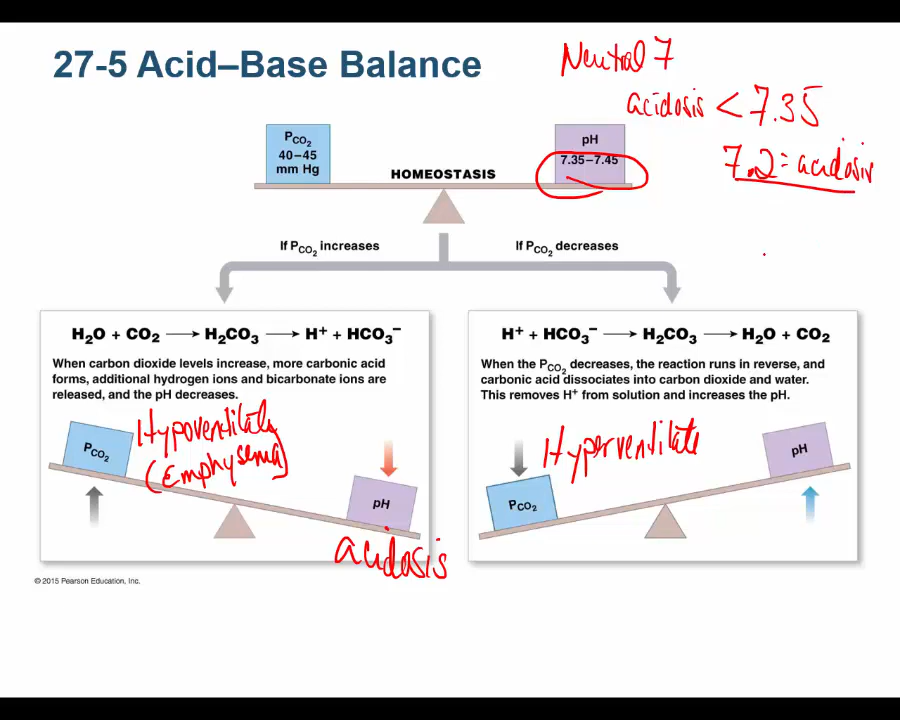 27-5 Acid–Base Balance
Neutral 7
acidosis < 7.35
7.2 = acidosis
PCO2
40–45
mm Hg
HOMEOSTASIS
pH
7.35–7.45
If PCO2 increases
If PCO2 decreases
H2O + CO2 → H2CO3 → H+ + HCO3−
When carbon dioxide levels increase, more carbonic acid
forms, additional hydrogen ions and bicarbonate ions are
released, and the pH decreases.
Hypoventilate
(Emphysema)
PCO2
pH
acidosis
H+ + HCO3− → H2CO3 → H2O + CO2
When the PCO2 decreases, the reaction runs in reverse, and
carbonic acid dissociates into carbon dioxide and water.
This removes H+ from solution and increases the pH.
Hyperventilate
PCO2
pH
© 2015 Pearson Education, Inc.